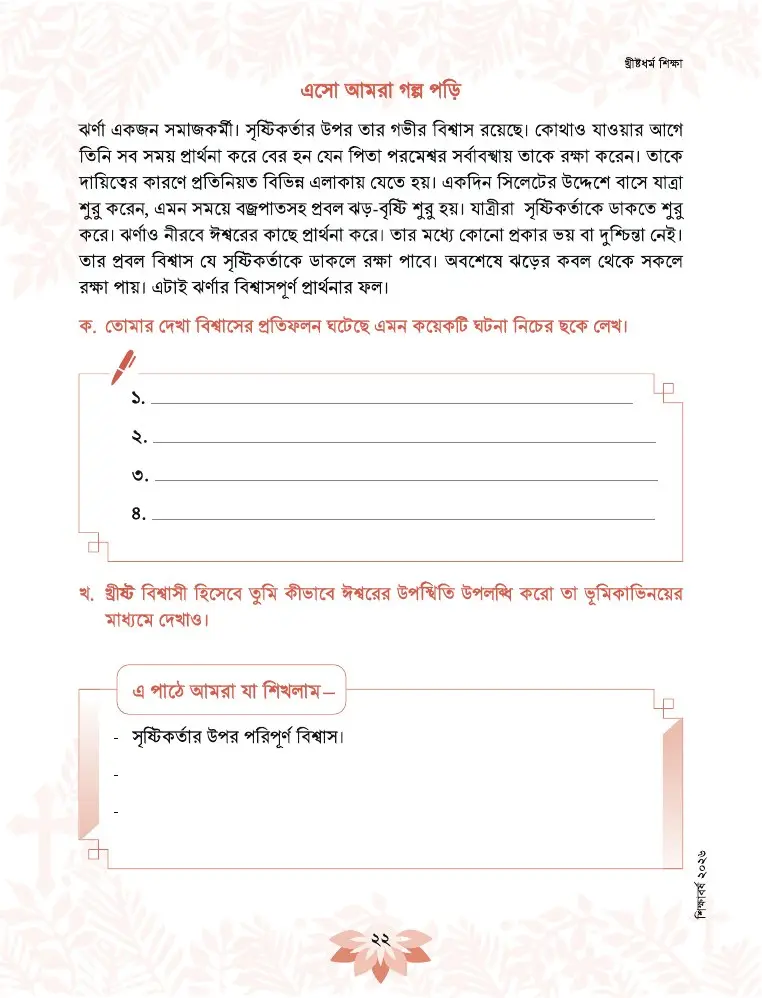 খ্রীষ্টধর্ম শিক্ষা
এসো আমরা গল্প পড়ি
ঝর্ণা একজন সমাজকর্মী। সৃষ্টিকর্তার উপর তার গভীর বিশ্বাস রয়েছে। কোথাও যাওয়ার আগে
তিনি সব সময় প্রার্থনা করে বের হন যেন পিতা পরমেশ্বর সর্বাবস্থায় তাকে রক্ষা করেন। তাকে
দায়িত্বের কারণে প্রতিনিয়ত বিভিন্ন এলাকায় যেতে হয়। একদিন সিলেটের উদ্দেশে বাসে যাত্রা
শুরু করেন, এমন সময়ে বজ্রপাতসহ প্রবল ঝড়-বৃষ্টি শুরু হয়। যাত্রীরা সৃষ্টিকর্তাকে ডাকতে শুরু
করে। ঝর্ণাও নীরবে ঈশ্বরের কাছে প্রার্থনা করে। তার মধ্যে কোনো প্রকার ভয় বা দুশ্চিন্তা নেই।
তার প্রবল বিশ্বাস যে সৃষ্টিকর্তাকে ডাকলে রক্ষা পাবে। অবশেষে ঝড়ের কবল থেকে সকলে
রক্ষা পায়। এটাই ঝর্ণার বিশ্বাসপূর্ণ প্রার্থনার ফল।
ক. তোমার দেখা বিশ্বাসের প্রতিফলন ঘটেছে এমন কয়েকটি ঘটনা নিচের ছকে লেখ।
১.
২.
৩.
৪.
খ. খ্রীষ্ট বিশ্বাসী হিসেবে তুমি কীভাবে ঈশ্বরের উপস্থিতি উপলব্ধি করো তা ভূমিকাভিনয়ের
মাধ্যমে দেখাও।
এ পাঠে আমরা যা শিখলাম–
- সৃষ্টিকর্তার উপর পরিপূর্ণ বিশ্বাস।
-
-
শিক্ষাবর্ষ ২০২৬
২২